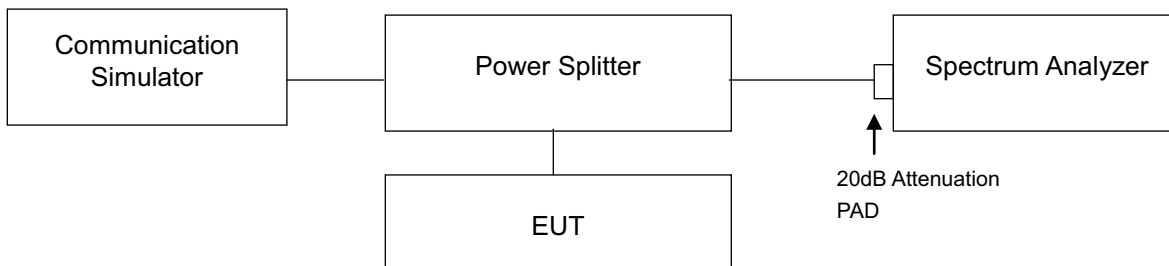 Communication
Simulator
Power Splitter
Spectrum Analyzer
20dB Attenuation
PAD
EUT